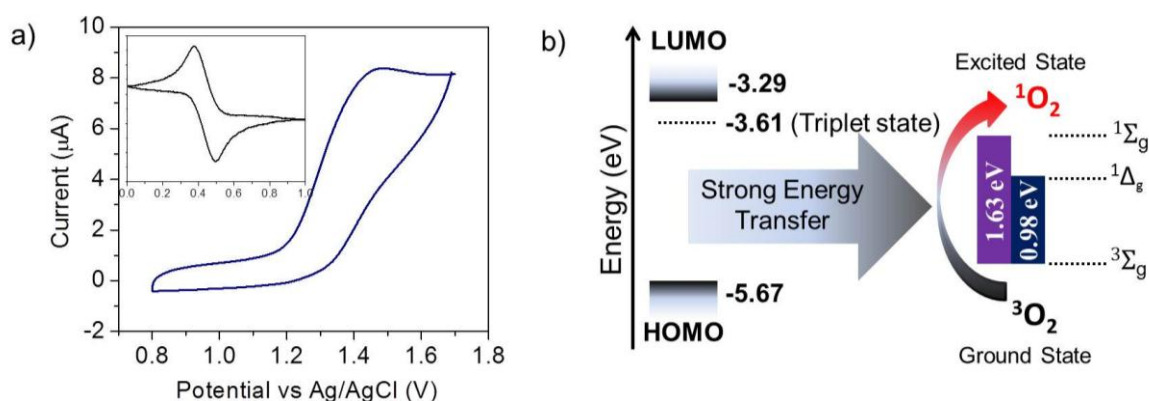 a)
10
8
6
4
2
0
-2
Current (μA)
0.0 0.2 0.4 0.6 0.8 1.0
0.8 1.0 1.2 1.4 1.6 1.8
Potential vs Ag/AgCl (V)
b)
Energy (eV)
LUMO
-3.29
-3.61 (Triplet state)
Strong Energy
Transfer
-5.67
HOMO
Excited State
¹O₂
¹Σg
¹Δg
1.63 eV
0.98 eV
³Σg
³O₂
Ground State